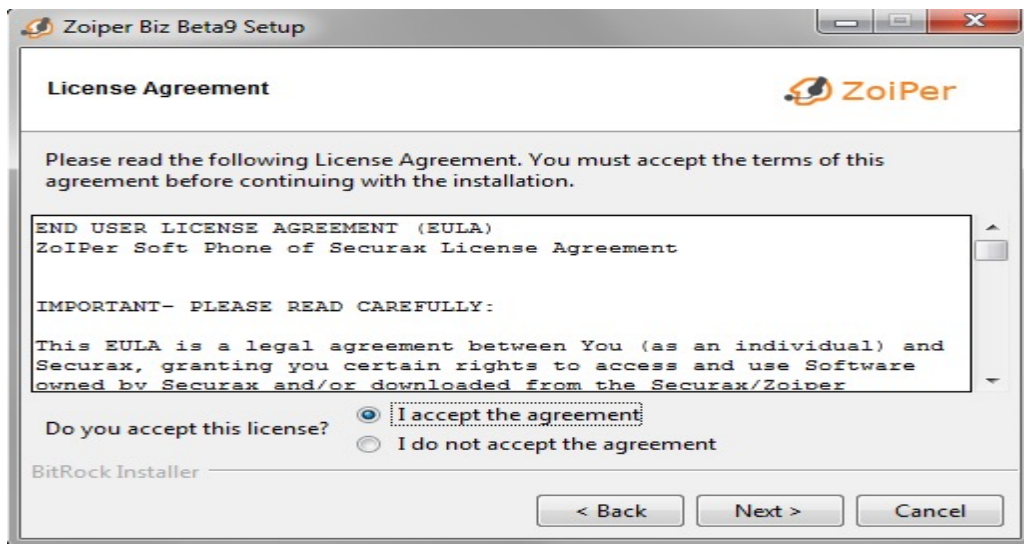 Zoiper Biz Beta9 Setup
License Agreement
ZoiPer
Please read the following License Agreement. You must accept the terms of this
agreement before continuing with the installation.
END USER LICENSE AGREEMENT (EULA)
ZoIPer Soft Phone of Securax License Agreement
IMPORTANT- PLEASE READ CAREFULLY:
This EULA is a legal agreement between You (as an individual) and
Securax, granting you certain rights to access and use Software
owned by Securax and/or downloaded from the Securax/Zoiper
Do you accept this license?
I accept the agreement
I do not accept the agreement
BitRock Installer
< Back
Next >
Cancel